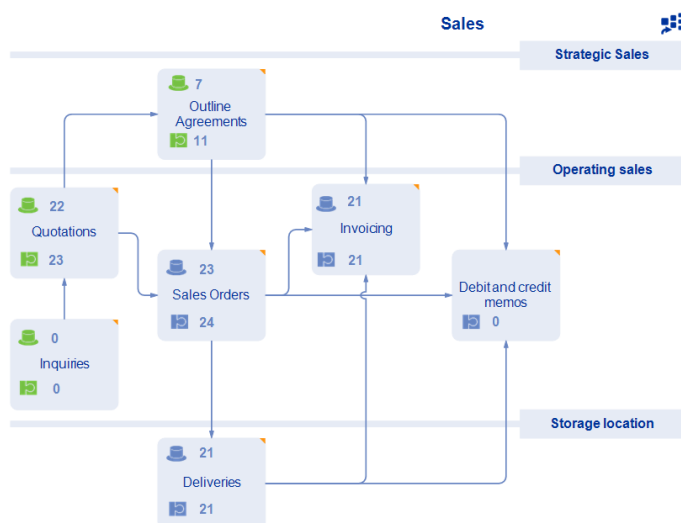 Sales
Strategic Sales
7
Outline
Agreements
11
Operating sales
22
Quotations
23
21
Invoicing
21
23
Sales Orders
24
Debit and credit
memos
0
0
Inquiries
0
Storage location
21
Deliveries
21